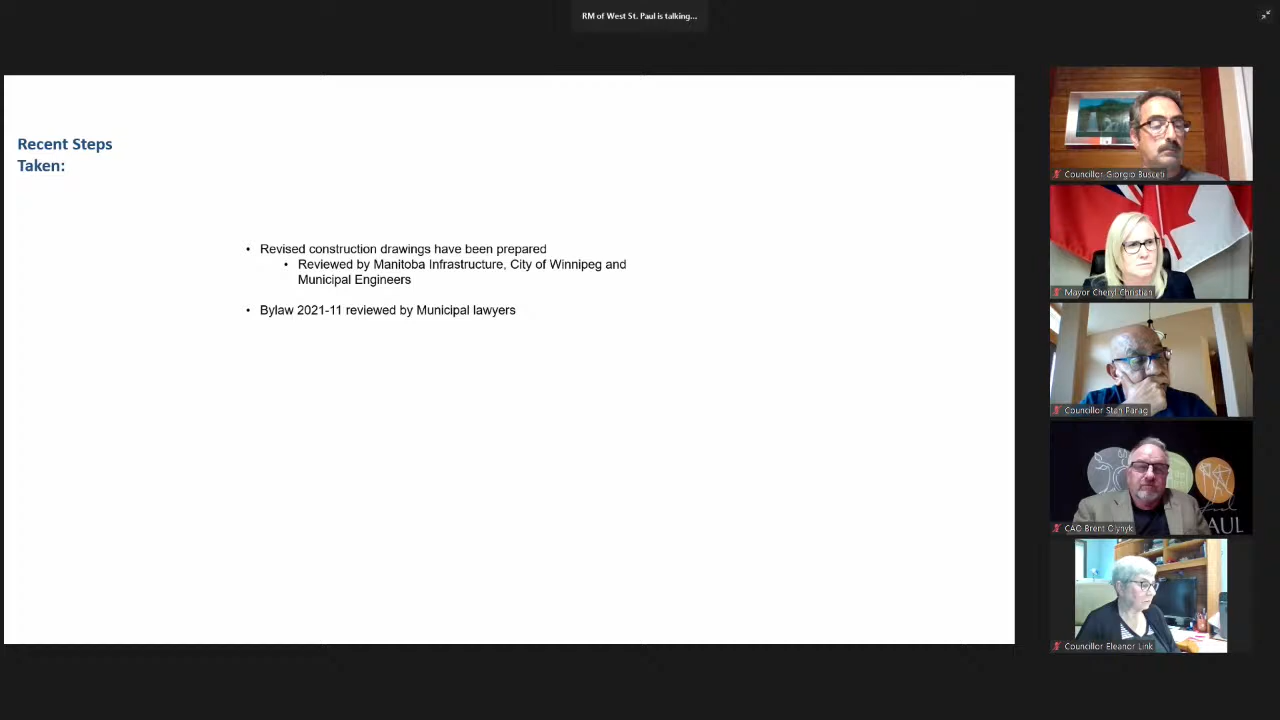 RM of West St. Paul is talking...
Recent Steps
Taken:
• Revised construction drawings have been prepared
• Reviewed by Manitoba Infrastructure, City of Winnipeg and
Municipal Engineers
• Bylaw 2021-11 reviewed by Municipal lawyers
Councillor Giorgio Busceti
Mayor Cheryl Christian
Councillor Stan Parag
AUL
CAO Brent Olynyk
Councillor Eleanor Link